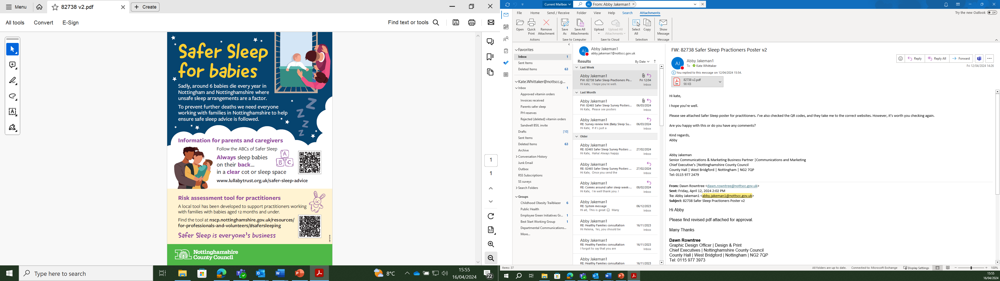 Menu
82738 v2.pdf
Create
All tools
Convert
E-Sign
Find text or tools
Safer Sleep
for babies
Sadly, around 6 babies die every year in
Nottingham and Nottinghamshire where
unsafe sleep arrangements are a factor.
To prevent further deaths we need everyone
working with families in Nottinghamshire to help
ensure safe sleep advice is followed.
Information for parents and caregivers
Follow the ABCs of Safer Sleep
Always sleep babies
on their back...
in a clear cot or sleep space
A
B C
www.lullabytrust.org.uk/safer-sleep-advice
Risk assessment tool for practitioners
A local tool has been developed to support practitioners working
with families with babies aged 12 months and under.
Find the tool at nscp.nottinghamshire.gov.uk/resources/
for-professionals-and-volunteers/#safersleeping
Safer Sleep is everyone's business
Nottinghamshire
County Council
1
1
Type here to search
8°C
15:55
16/04/2024
22
Current Mailbox
AJ From: Abby Jakeman1
File Home Send / Receive Folder View Help Search Attachments
Try the new Outlook Off
Open
Quick Print
Remove Attachment
Actions
Save As
Save All Attachments
Save to Computer
Upload
Upload All Attachments
Save to Cloud
Select All
Copy
Selection
Show Message
Message
Favorites
Inbox 1
Sent Items
Deleted Items 63
Kate.Whittaker@nottscc.g...
Inbox 1
Approved vitamin orders
Invoices received
Parents safer sleep
PH reserves
Rejected (deleted) vitamin orders
Sandwell BSIL invite
Drafts [10]
Sent Items
Deleted Items 63
Archive
Conversation History
Junk Email
Outbox
RSS Subscriptions
SS suveys
Search Folders
Groups
Childhood Obesity Trailblazer 6
Public Health
Employee Green Initiatives Gr... 1
Best Start Working Group 1
Departmental Communications...
More...
AJ
Abby Jakeman1
abby.jakeman1@nottscc.gov.uk
Results By Date
Last Week
Abby Jakeman1
FW: 82738 Safer Sleep Practioners Po... Fri 12/04
Hi kate, I hope you're well. Inbox
Last Month
Abby Jakeman1
FW: 82465 Safer Sleep Survey Posters... 06/03/2024
Hi Kate, Please see posters Inbox
Abby Jakeman1
RE: Survey review link (Baby Sleep Su... 06/03/2024
Hi Kate, If it's just a Inbox
Older
Abby Jakeman1
RE: 82465 Safer Sleep Survey Posters ... 27/02/2024
Hi Kate, Haha! Always happy Inbox
Abby Jakeman1
RE: 82465 Safer Sleep Survey Posters ... 27/02/2024
Hi Kate, Once you send the Inbox
Abby Jakeman1
RE: Comms around safer sleep week-... 08/02/2024
Hi Kate, I'm well thank you. I Inbox
Abby Jakeman1
RE: System message 06/12/2023
Hi all, This is great Many Inbox
Abby Jakeman1
RE: Healthy Families consultation 16/11/2023
Hi Helena, Yes, you should be Inbox
Abby Jakeman1
RE: Healthy Families consultation 16/11/2023
I forgot to say that you are Inbox
Abby Jakeman1
RE: Healthy Families consultation 16/11/2023
FW: 82738 Safer Sleep Practioners Poster v2
AJ
Abby Jakeman1
To Kate Whittaker
Reply Reply All Forward
Fri 12/04/2024 14:26
You replied to this message on 12/04/2024 15:54.
82738 v2.pdf
98 KB
Hi kate,
I hope you're well.
Please see attached Safer Sleep poster for practitioners. I've also checked the QR codes, and they take me to the correct websites. However, it's worth you checking again.
Are you happy with this or do you have any comments?
Kind regards,
Abby
Abby Jakeman
Senior Communications & Marketing Business Partner |Communications and Marketing
Chief Executive's |Nottinghamshire County Council
County Hall | West Bridgford | Nottingham | NG2 7QP
Tel: 0115 977 2479
From: Dawn Rowntree <dawn.rowntree@nottscc.gov.uk>
Sent: Friday, April 12, 2024 2:02 PM
To: Abby Jakeman1 <abby.jakeman1@nottscc.gov.uk>
Subject: 82738 Safer Sleep Practioners Poster v2
Hi Abby
Please find revised pdf attached for approval.
Many Thanks
Dawn Rowntree
Graphic Design Officer | Design & Print
Chief Executives | Nottinghamshire County Council
County Hall | West Bridgford | Nottingham | NG2 7QP
Tel: 0115 977 3973
Items: 37
All folders are up to date. Connected to: Microsoft Exchange Display Settings 100%
15:55
16/04/2024